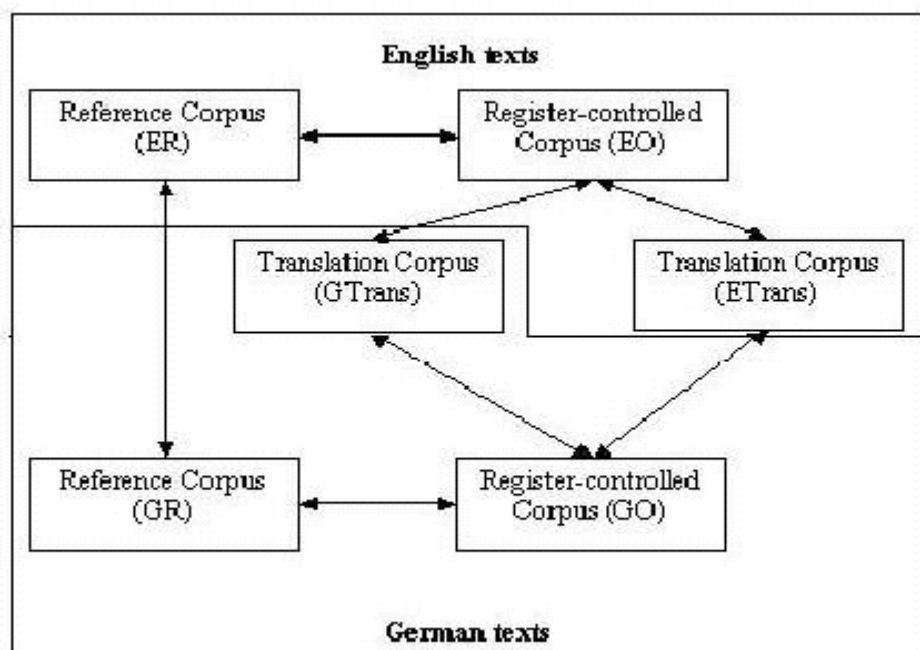 English texts
Reference Corpus
(ER)
Register-controlled
Corpus (EO)
Translation Corpus
(GTrans)
Translation Corpus
(ETrans)
Reference Corpus
(GR)
Register-controlled
Corpus (GO)
German texts